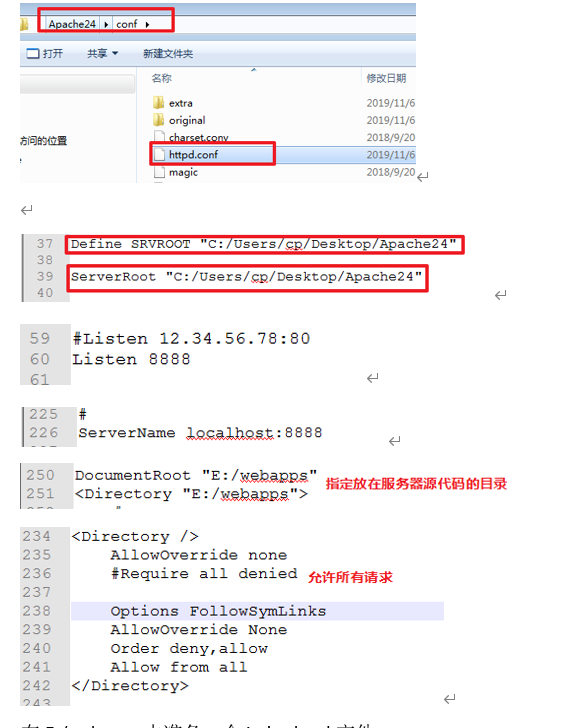 Apache24 ▸ conf ▸
打开 共享 ▼ 新建文件夹
名称 修改日期
extra 2019/11/6
original 2019/11/6
访问的位置 charset.conv 2018/9/20
httpd.conf 2019/11/6
magic 2018/9/20
37 Define SRVROOT "C:/Users/cp/Desktop/Apache24"
38
39 ServerRoot "C:/Users/cp/Desktop/Apache24"
40
59 #Listen 12.34.56.78:80
60 Listen 8888
61
225 #
226 ServerName localhost:8888
250 DocumentRoot "E:/webapps"
251 <Directory "E:/webapps">
指定放在服务器源代码的目录
234 <Directory />
235 AllowOverride none
236 #Require all denied 允许所有请求
237
238 Options FollowSymLinks
239 AllowOverride None
240 Order deny,allow
241 Allow from all
242 </Directory>
243